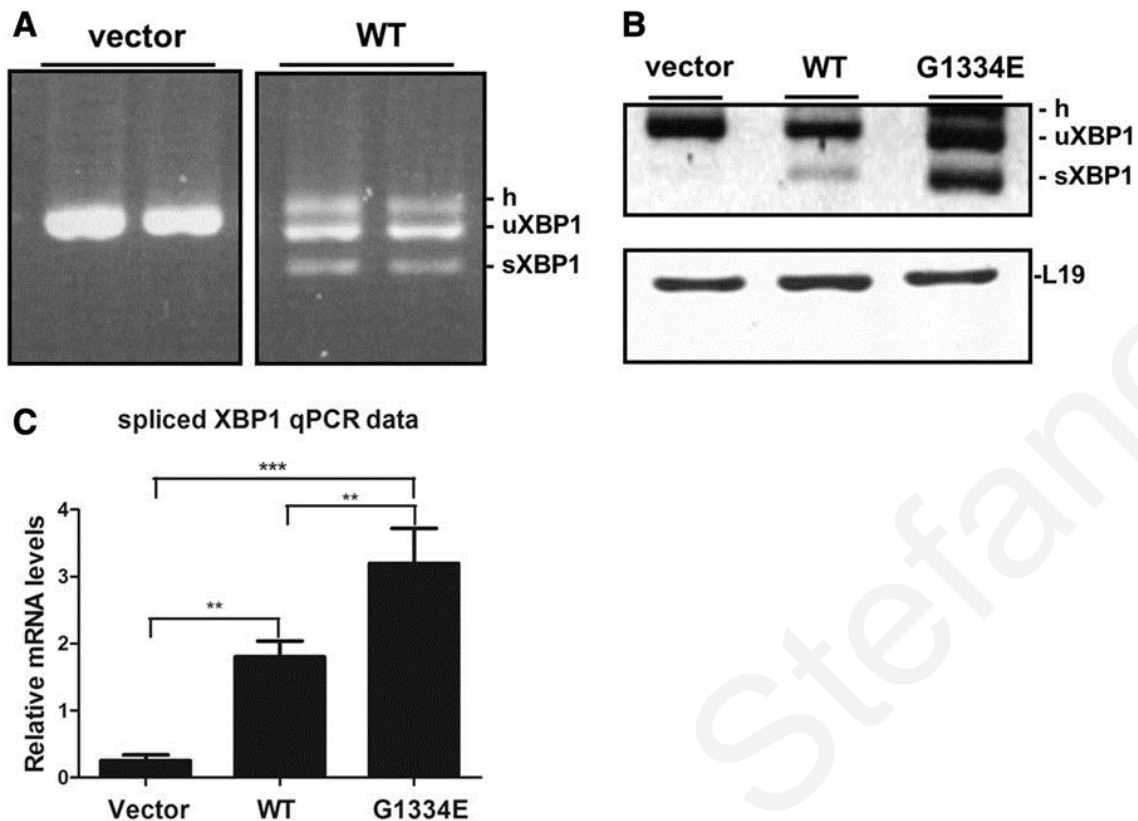 A
vector
WT
h
uXBP1
sXBP1
B
vector
WT
G1334E
- h
- uXBP1
- sXBP1
-L19
C
spliced XBP1 qPCR data
***
**
**
Relative mRNA levels
4
3
2
1
0
Vector
WT
G1334E
Stefano